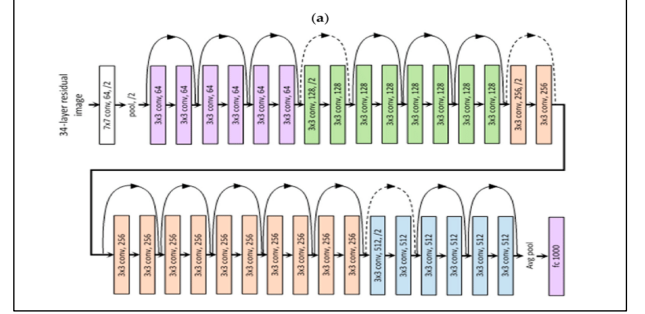 (a)
34-layer residual
image
7x7 conv, 64, /2
pool, /2
3x3 conv, 64
3x3 conv, 64
3x3 conv, 64
3x3 conv, 64
3x3 conv, 64
3x3 conv, 64
3x3 conv, 128, /2
3x3 conv, 128
3x3 conv, 128
3x3 conv, 128
3x3 conv, 128
3x3 conv, 128
3x3 conv, 128
3x3 conv, 128
3x3 conv, 256, /2
3x3 conv, 256
3x3 conv, 256
3x3 conv, 256
3x3 conv, 256
3x3 conv, 256
3x3 conv, 256
3x3 conv, 256
3x3 conv, 256
3x3 conv, 256
3x3 conv, 256
3x3 conv, 256
3x3 conv, 512, /2
3x3 conv, 512
3x3 conv, 512
3x3 conv, 512
3x3 conv, 512
3x3 conv, 512
Avg pool
fc 1000